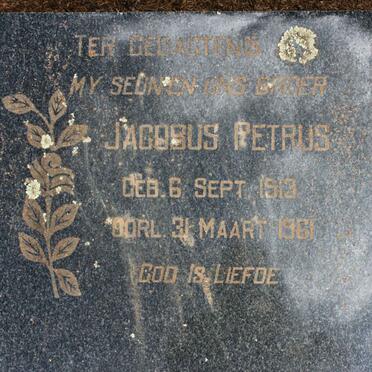 TER GEDAGTENIS
MY SEUN EN ONS BROER
JACOBUS PETRUS
GEB. 6 SEPT. 1913
OORL. 31 MAART 1961
GOD IS LIEFDE